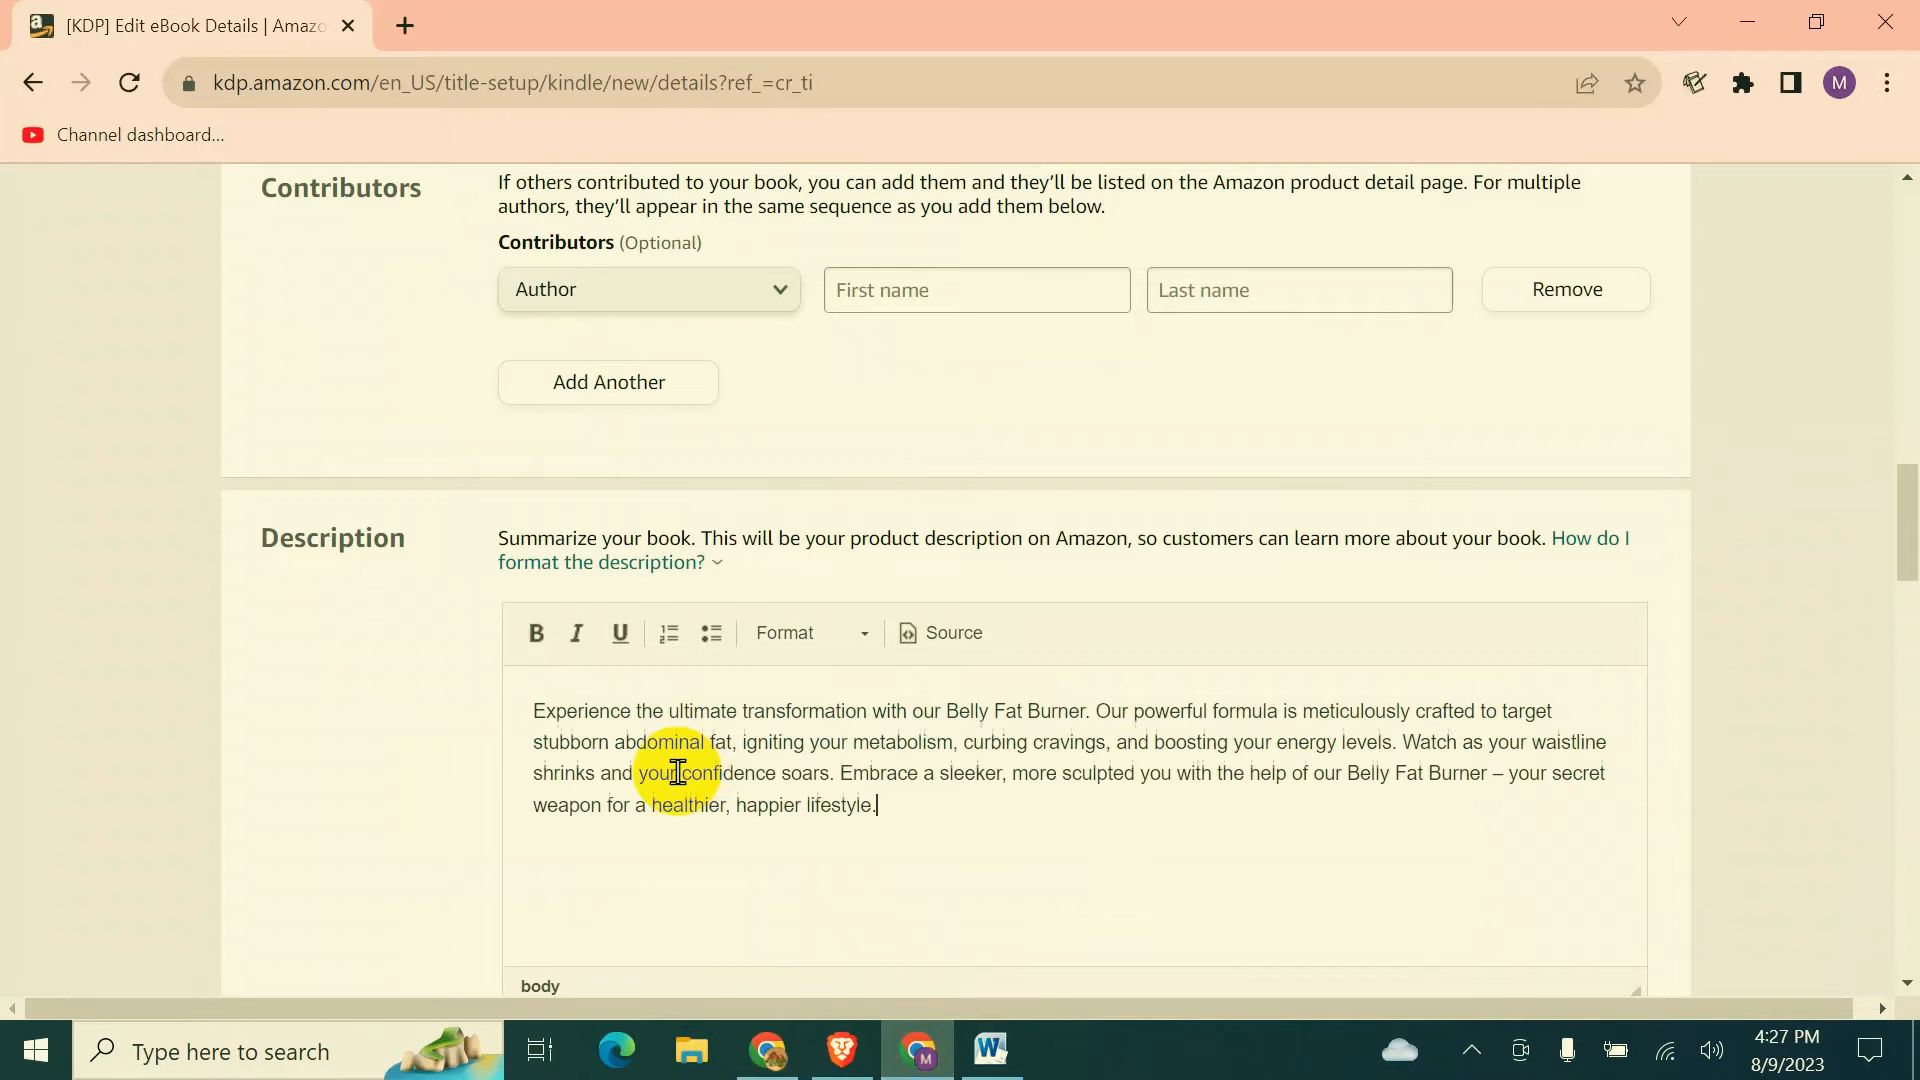 [KDP] Edit eBook Details | Amazo
kdp.amazon.com/en_US/title-setup/kindle/new/details?ref_=cr_ti
M
Channel dashboard...
Contributors
If others contributed to your book, you can add them and they’ll be listed on the Amazon product detail page. For multiple
authors, they’ll appear in the same sequence as you add them below.
Contributors (Optional)
Author
First name
Last name
Remove
Add Another
Description
Summarize your book. This will be your product description on Amazon, so customers can learn more about your book. How do I
format the description?
B I U Format Source
Experience the ultimate transformation with our Belly Fat Burner. Our powerful formula is meticulously crafted to target
stubborn abdominal fat, igniting your metabolism, curbing cravings, and boosting your energy levels. Watch as your waistline
shrinks and your confidence soars. Embrace a sleeker, more sculpted you with the help of our Belly Fat Burner – your secret
weapon for a healthier, happier lifestyle.
body
Type here to search
M
W
4:27 PM
8/9/2023